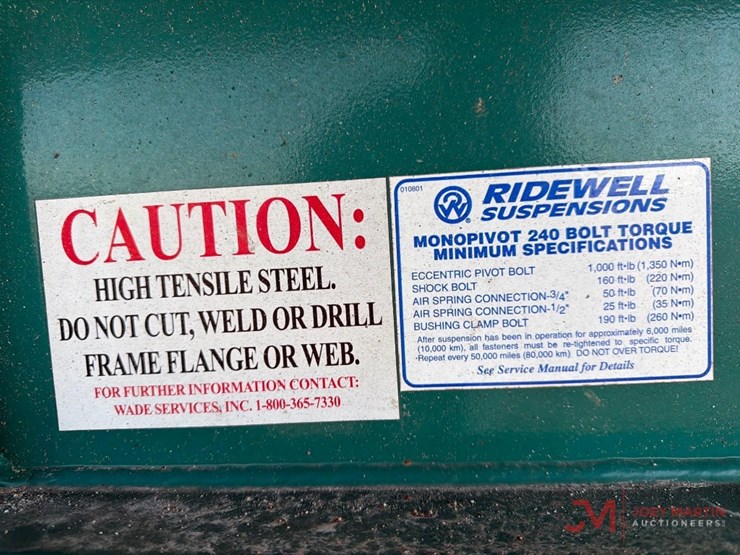 CAUTION:
HIGH TENSILE STEEL.
DO NOT CUT, WELD OR DRILL
FRAME FLANGE OR WEB.
FOR FURTHER INFORMATION CONTACT:
WADE SERVICES, INC. 1-800-365-7330
010801
RIDEWELL
SUSPENSIONS
MONOPIVOT 240 BOLT TORQUE
MINIMUM SPECIFICATIONS
ECCENTRIC PIVOT BOLT 1,000 ft•lb (1,350 N•m)
SHOCK BOLT 160 ft•lb (220 N•m)
AIR SPRING CONNECTION-3/4" 50 ft•lb (70 N•m)
AIR SPRING CONNECTION-1/2" 25 ft•lb (35 N•m)
BUSHING CLAMP BOLT 190 ft•lb (260 N•m)
After suspension has been in operation for approximately 6,000 miles
(10,000 km), all fasteners must be re-tightened to specific torque.
Repeat every 50,000 miles (80,000 km) DO NOT OVER TORQUE!
See Service Manual for Details
JM JOEY MARTIN
AUCTIONEERS